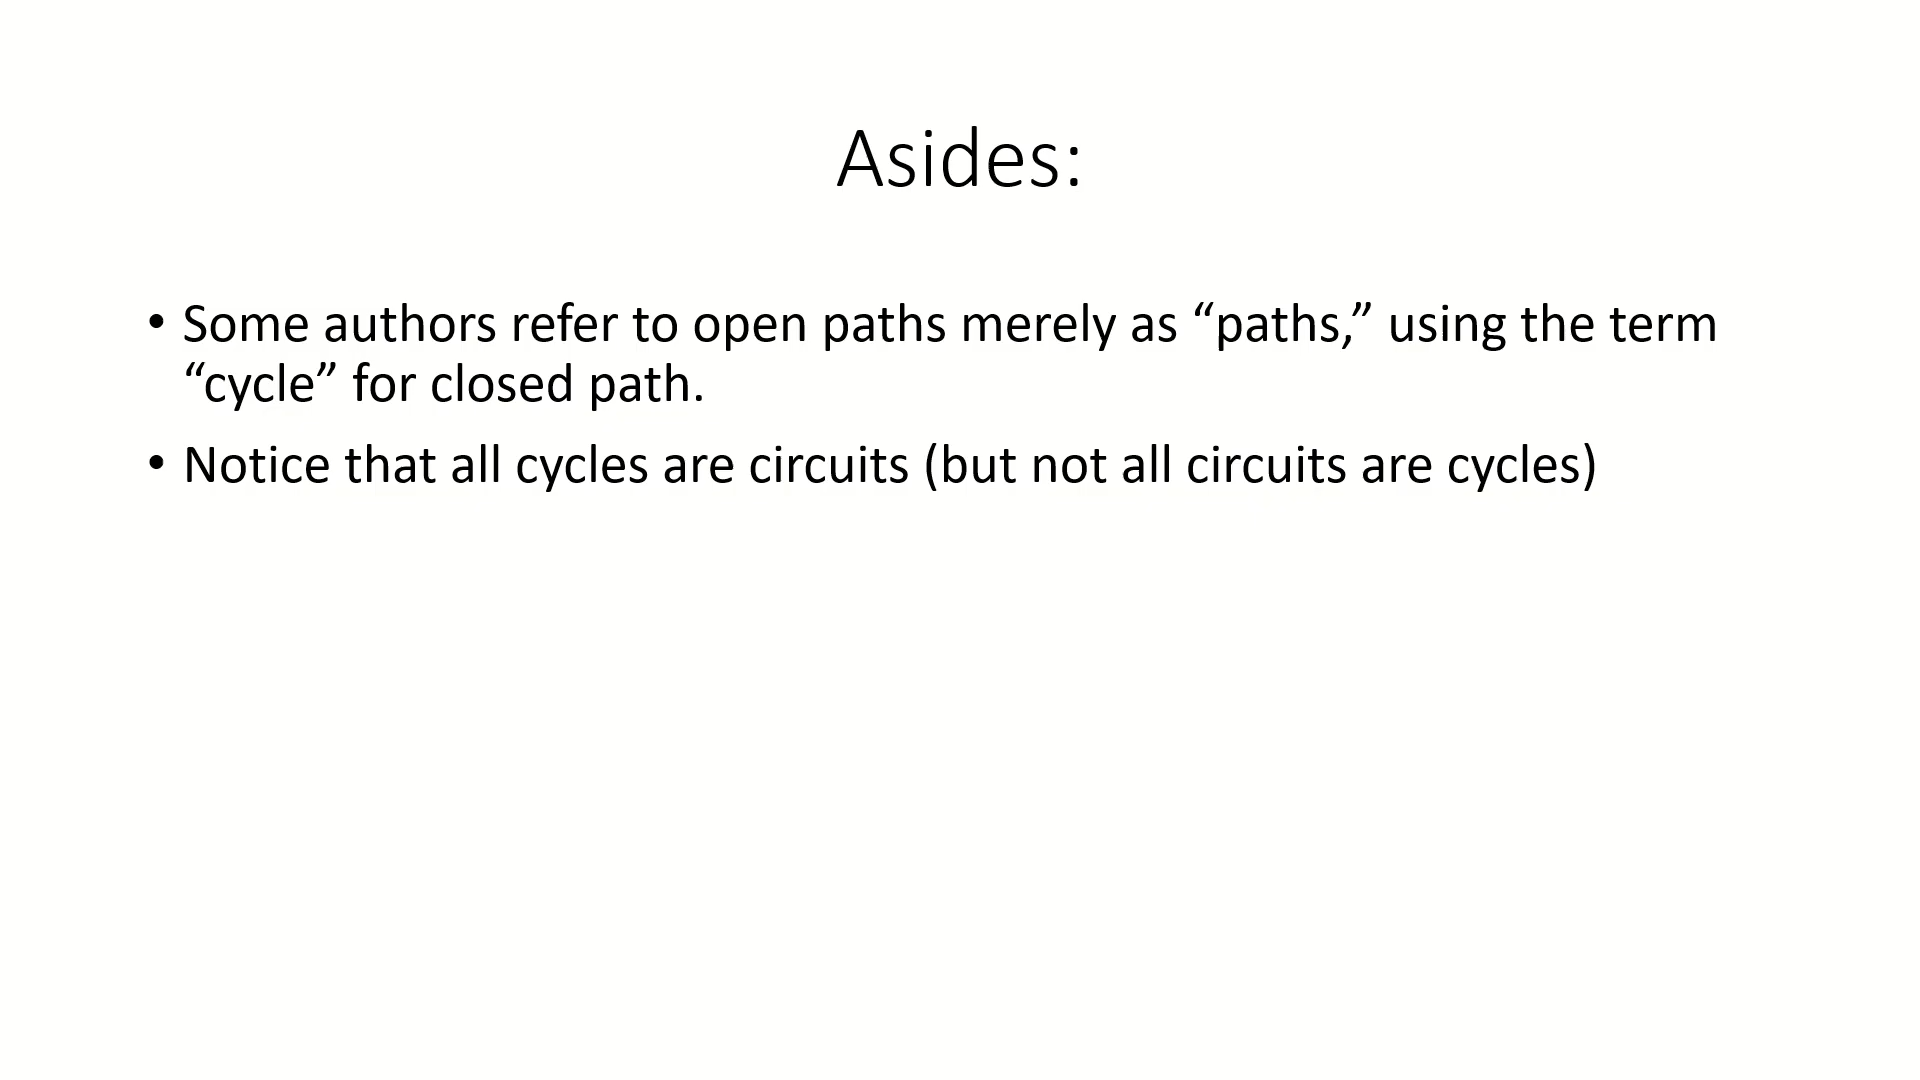 Asides:
• Some authors refer to open paths merely as “paths,” using the term
“cycle” for closed path.
• Notice that all cycles are circuits (but not all circuits are cycles)